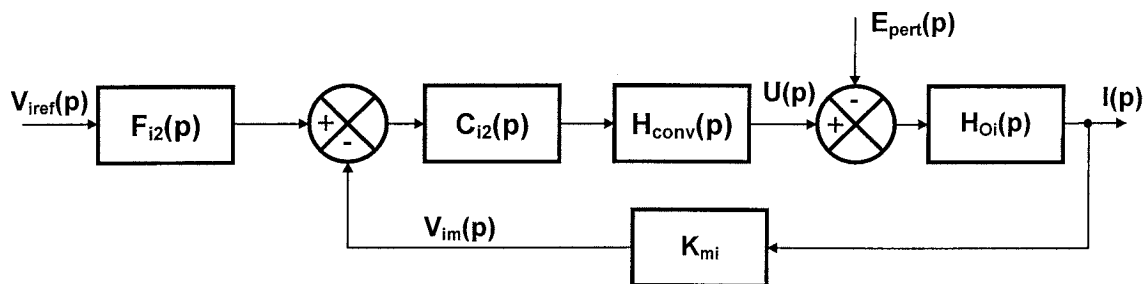 E_pert(p)
V_iref(p)
F_i2(p)
+
-
C_i2(p)
H_conv(p)
U(p)
-
+
H_Oi(p)
I(p)
V_im(p)
K_mi